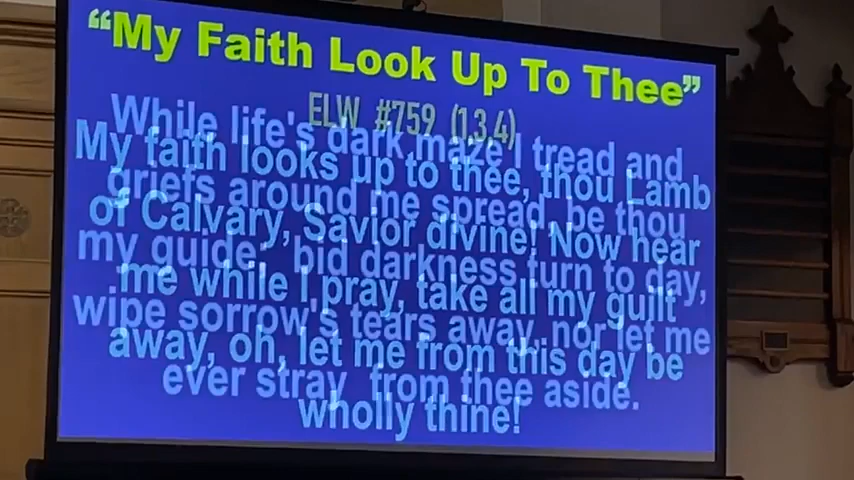 “My Faith Look Up To Thee”
ELW #759 (1,3,4)
While life's dark maze I tread and
My faith looks up to thee, thou Lamb
griefs around me spread, be thou
of Calvary, Savior divine! Now hear
my guide; bid darkness turn to day,
me while I pray, take all my guilt
wipe sorrow's tears away, nor let me
away, oh, let me from this day be
ever stray from thee aside.
wholly thine!